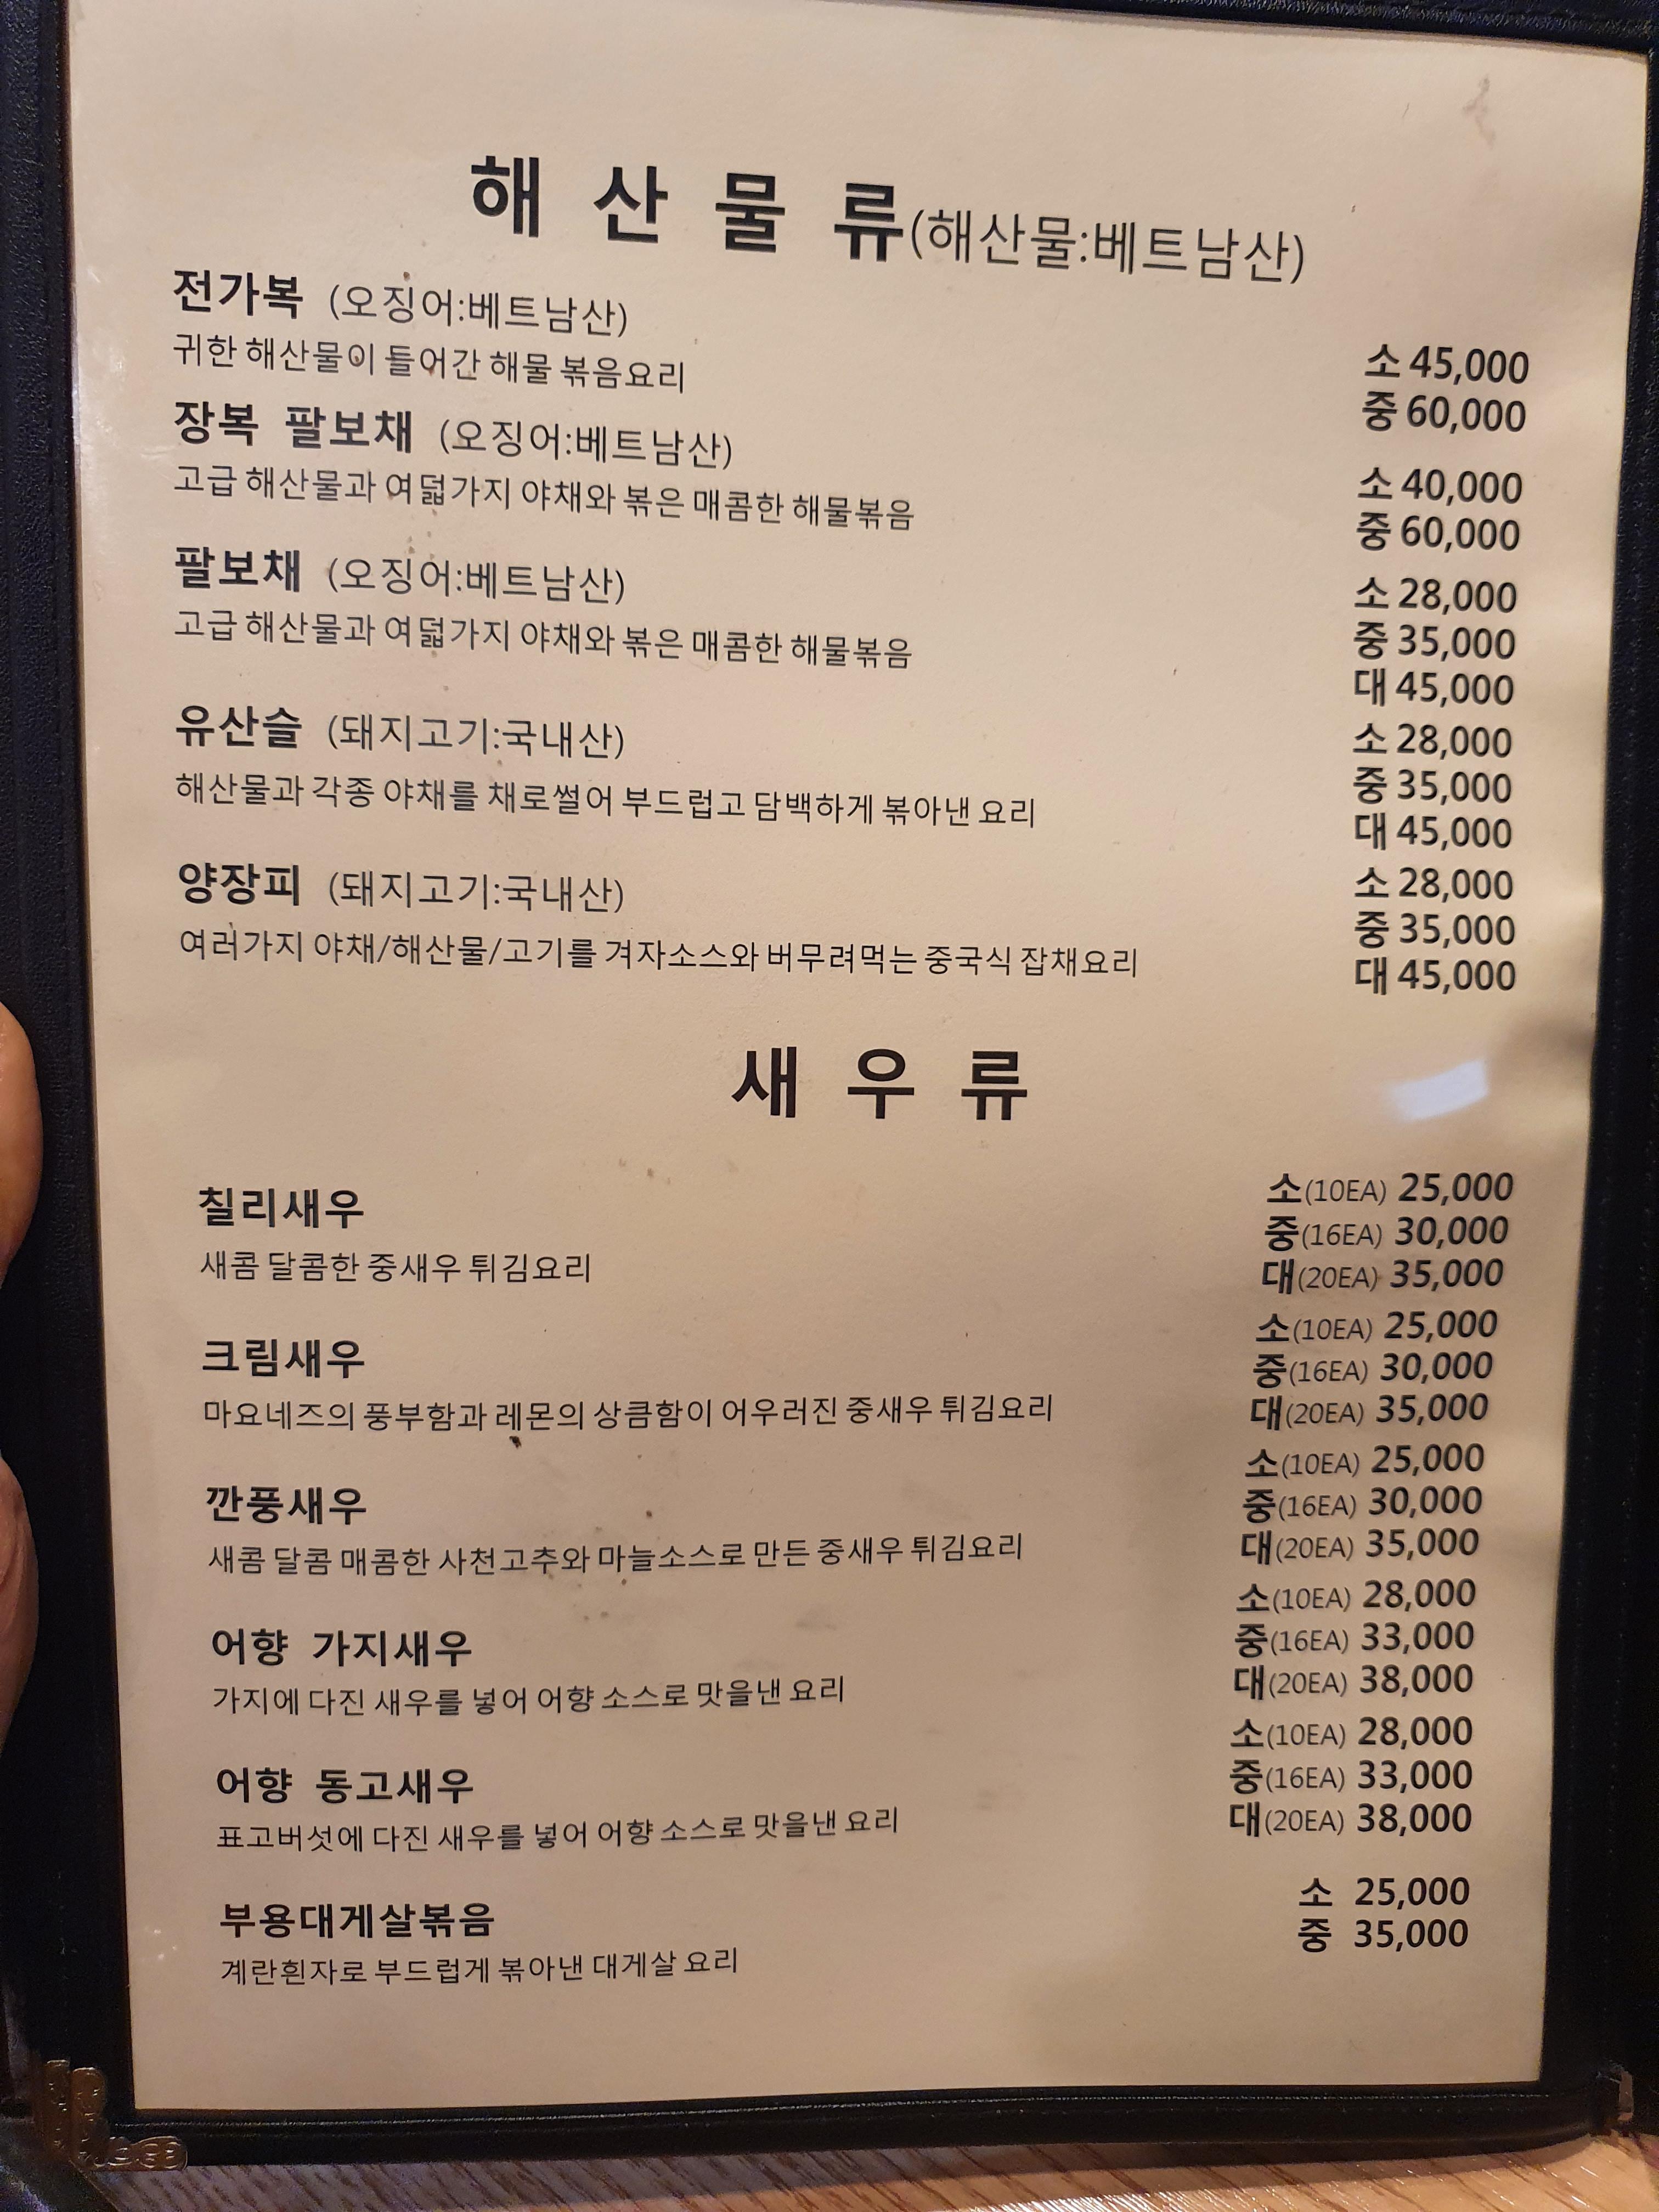 해 산 물 류(해산물:베트남산)
전가복 (오징어:베트남산)
귀한 해산물이 들어간 해물 볶음요리
소 45,000
중 60,000
장복 팔보채 (오징어:베트남산)
고급 해산물과 여덟가지 야채와 볶은 매콤한 해물볶음
소 40,000
중 60,000
팔보채 (오징어:베트남산)
고급 해산물과 여덟가지 야채와 볶은 매콤한 해물볶음
소 28,000
중 35,000
대 45,000
유산슬 (돼지고기:국내산)
해산물과 각종 야채를 채로썰어 부드럽고 담백하게 볶아낸 요리
소 28,000
중 35,000
대 45,000
양장피 (돼지고기:국내산)
여러가지 야채/해산물/고기를 겨자소스와 버무려먹는 중국식 잡채요리
소 28,000
중 35,000
대 45,000
새 우 류
칠리새우
새콤 달콤한 중새우 튀김요리
소(10EA) 25,000
중(16EA) 30,000
대(20EA) 35,000
크림새우
마요네즈의 풍부함과 레몬의 상큼함이 어우러진 중새우 튀김요리
소(10EA) 25,000
중(16EA) 30,000
대(20EA) 35,000
깐풍새우
새콤 달콤 매콤한 사천고추와 마늘소스로 만든 중새우 튀김요리
소(10EA) 25,000
중(16EA) 30,000
대(20EA) 35,000
어향 가지새우
가지에 다진 새우를 넣어 어향 소스로 맛을낸 요리
소(10EA) 28,000
중(16EA) 33,000
대(20EA) 38,000
어향 동고새우
표고버섯에 다진 새우를 넣어 어향 소스로 맛을낸 요리
소(10EA) 28,000
중(16EA) 33,000
대(20EA) 38,000
부용대게살볶음
계란흰자로 부드럽게 볶아낸 대게살 요리
소 25,000
중 35,000